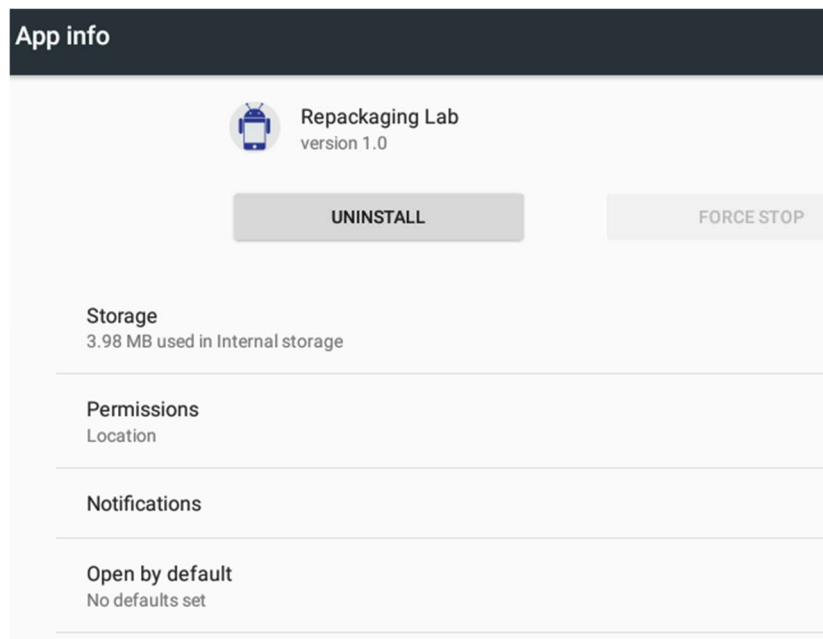 App info
Repackaging Lab
version 1.0
UNINSTALL
FORCE STOP
Storage
3.98 MB used in Internal storage
Permissions
Location
Notifications
Open by default
No defaults set